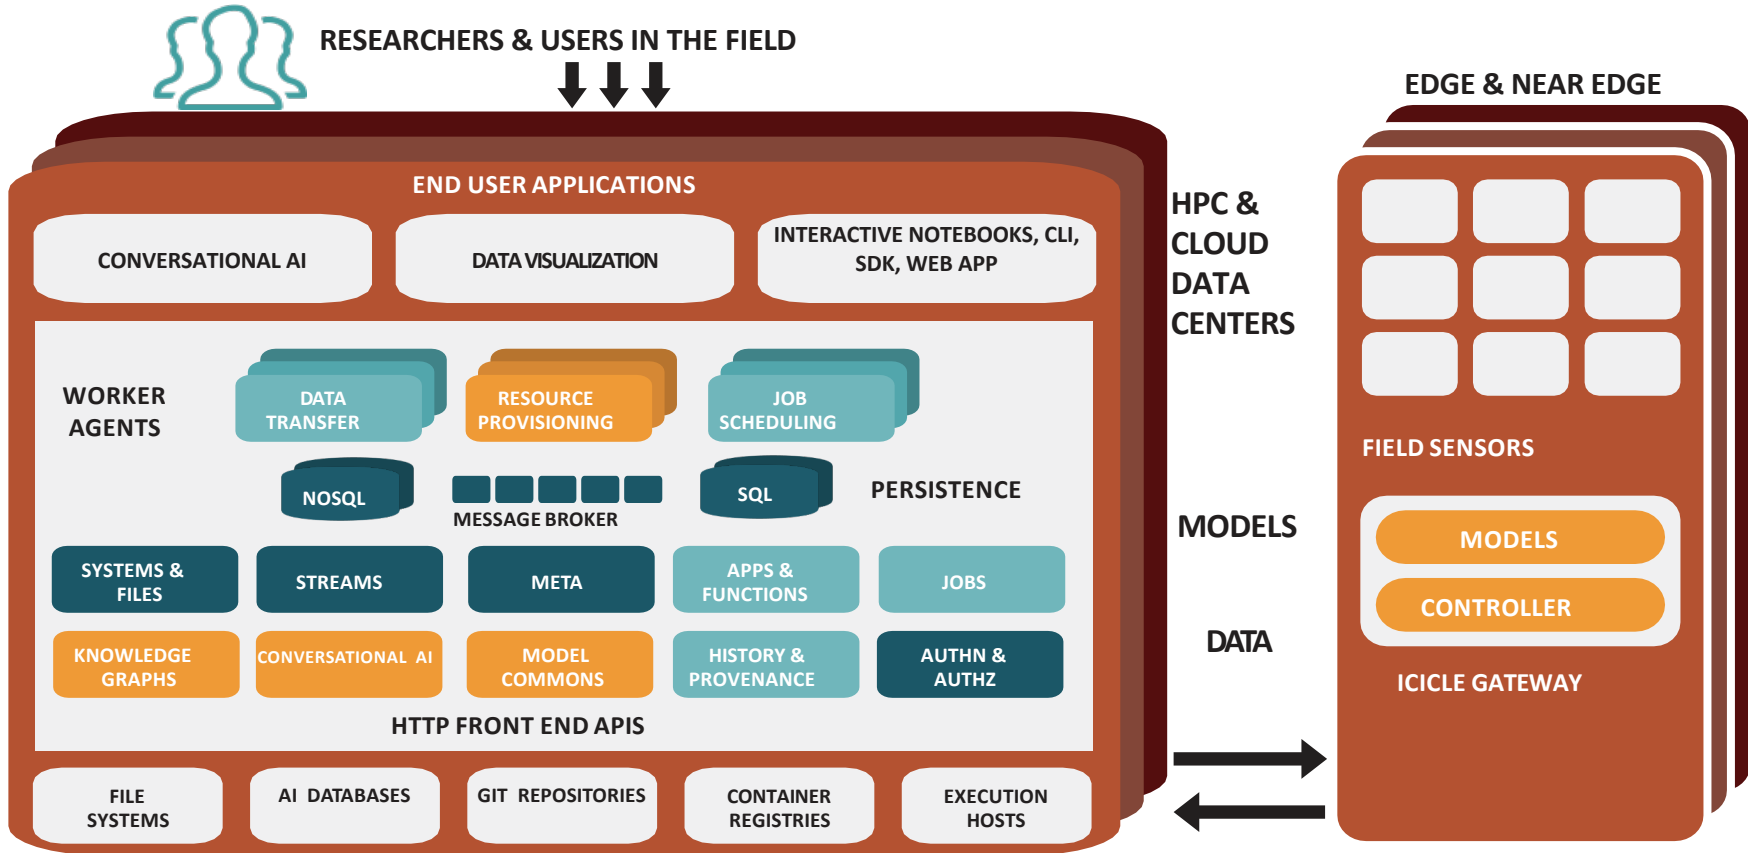 RESEARCHERS & USERS IN THE FIELD
EDGE & NEAR EDGE
END USER APPLICATIONS
CONVERSATIONAL AI
DATA VISUALIZATION
INTERACTIVE NOTEBOOKS, CLI,
SDK, WEB APP
HPC &
CLOUD
DATA
CENTERS
WORKER
AGENTS
DATA
TRANSFER
RESOURCE
PROVISIONING
JOB
SCHEDULING
NOSQL
MESSAGE BROKER
SQL
PERSISTENCE
SYSTEMS &
FILES
STREAMS
META
APPS &
FUNCTIONS
JOBS
KNOWLEDGE
GRAPHS
CONVERSATIONAL AI
MODEL
COMMONS
HISTORY &
PROVENANCE
AUTHN &
AUTHZ
HTTP FRONT END APIS
FILE
SYSTEMS
AI DATABASES
GIT REPOSITORIES
CONTAINER
REGISTRIES
EXECUTION
HOSTS
MODELS
DATA
FIELD SENSORS
MODELS
CONTROLLER
ICICLE GATEWAY